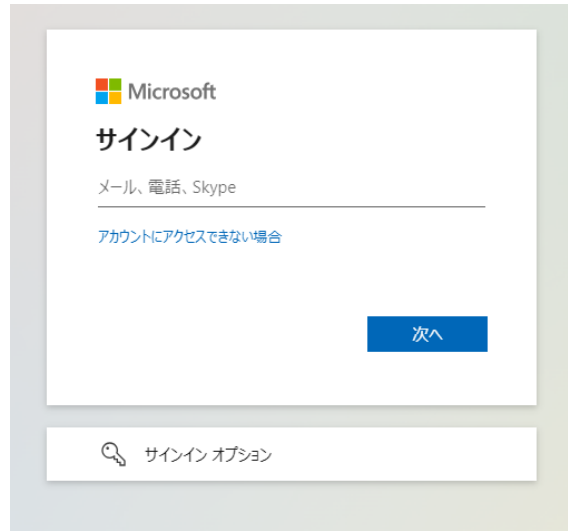 Microsoft
サインイン
メール、電話、Skype
アカウントにアクセスできない場合
次へ
サインイン オプション